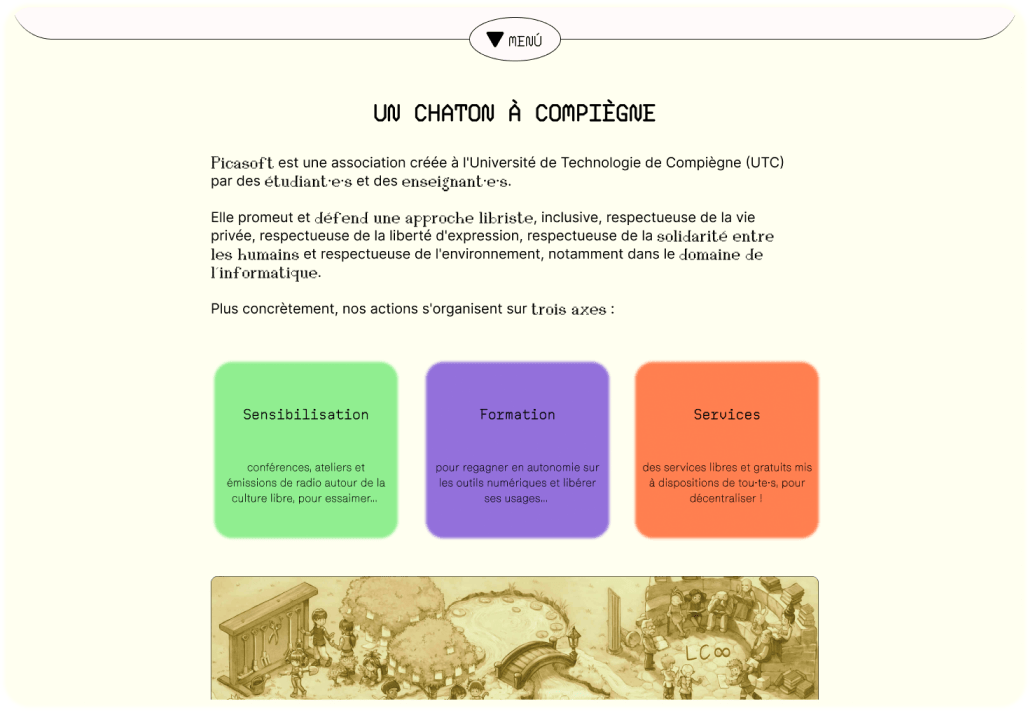 ▼ MENÚ
UN CHATON À COMPIÈGNE
Picasoft est une association créée à l'Université de Technologie de Compiègne (UTC)
par des étudiant·e·s et des enseignant·e·s.
Elle promeut et défend une approche libriste, inclusive, respectueuse de la vie
privée, respectueuse de la liberté d'expression, respectueuse de la solidarité entre
les humains et respectueuse de l'environnement, notamment dans le domaine de
l'informatique.
Plus concrètement, nos actions s'organisent sur trois axes :
Sensibilisation
conférences, ateliers et
émissions de radio autour de la
culture libre, pour essaimer...
Formation
pour regagner en autonomie sur
les outils numériques et libérer
ses usages...
Services
des services libres et gratuits mis
à dispositions de tou·te·s, pour
décentraliser !
LC∞